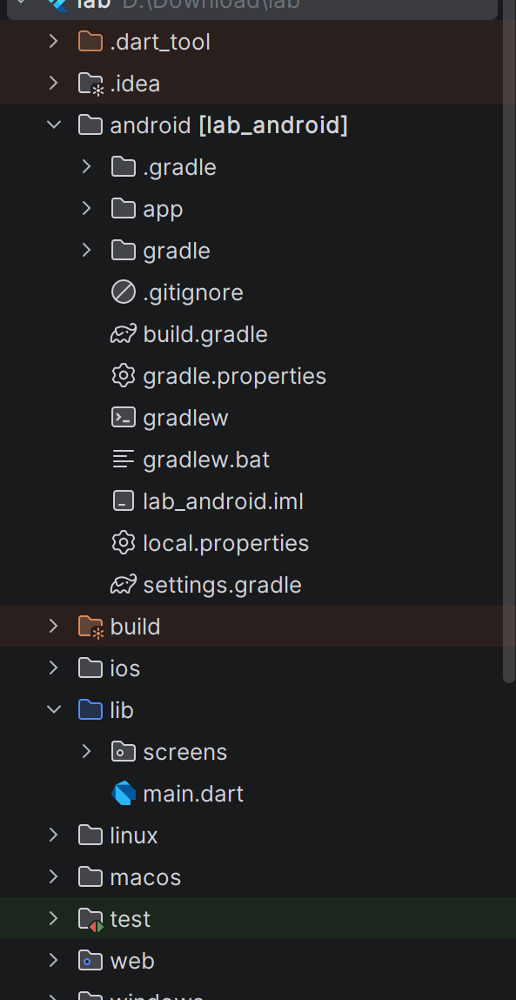 lab D:\Download\lab
.dart_tool
.idea
android [lab_android]
.gradle
app
gradle
.gitignore
build.gradle
gradle.properties
gradlew
gradlew.bat
lab_android.iml
local.properties
settings.gradle
build
ios
lib
screens
main.dart
linux
macos
test
web
windows